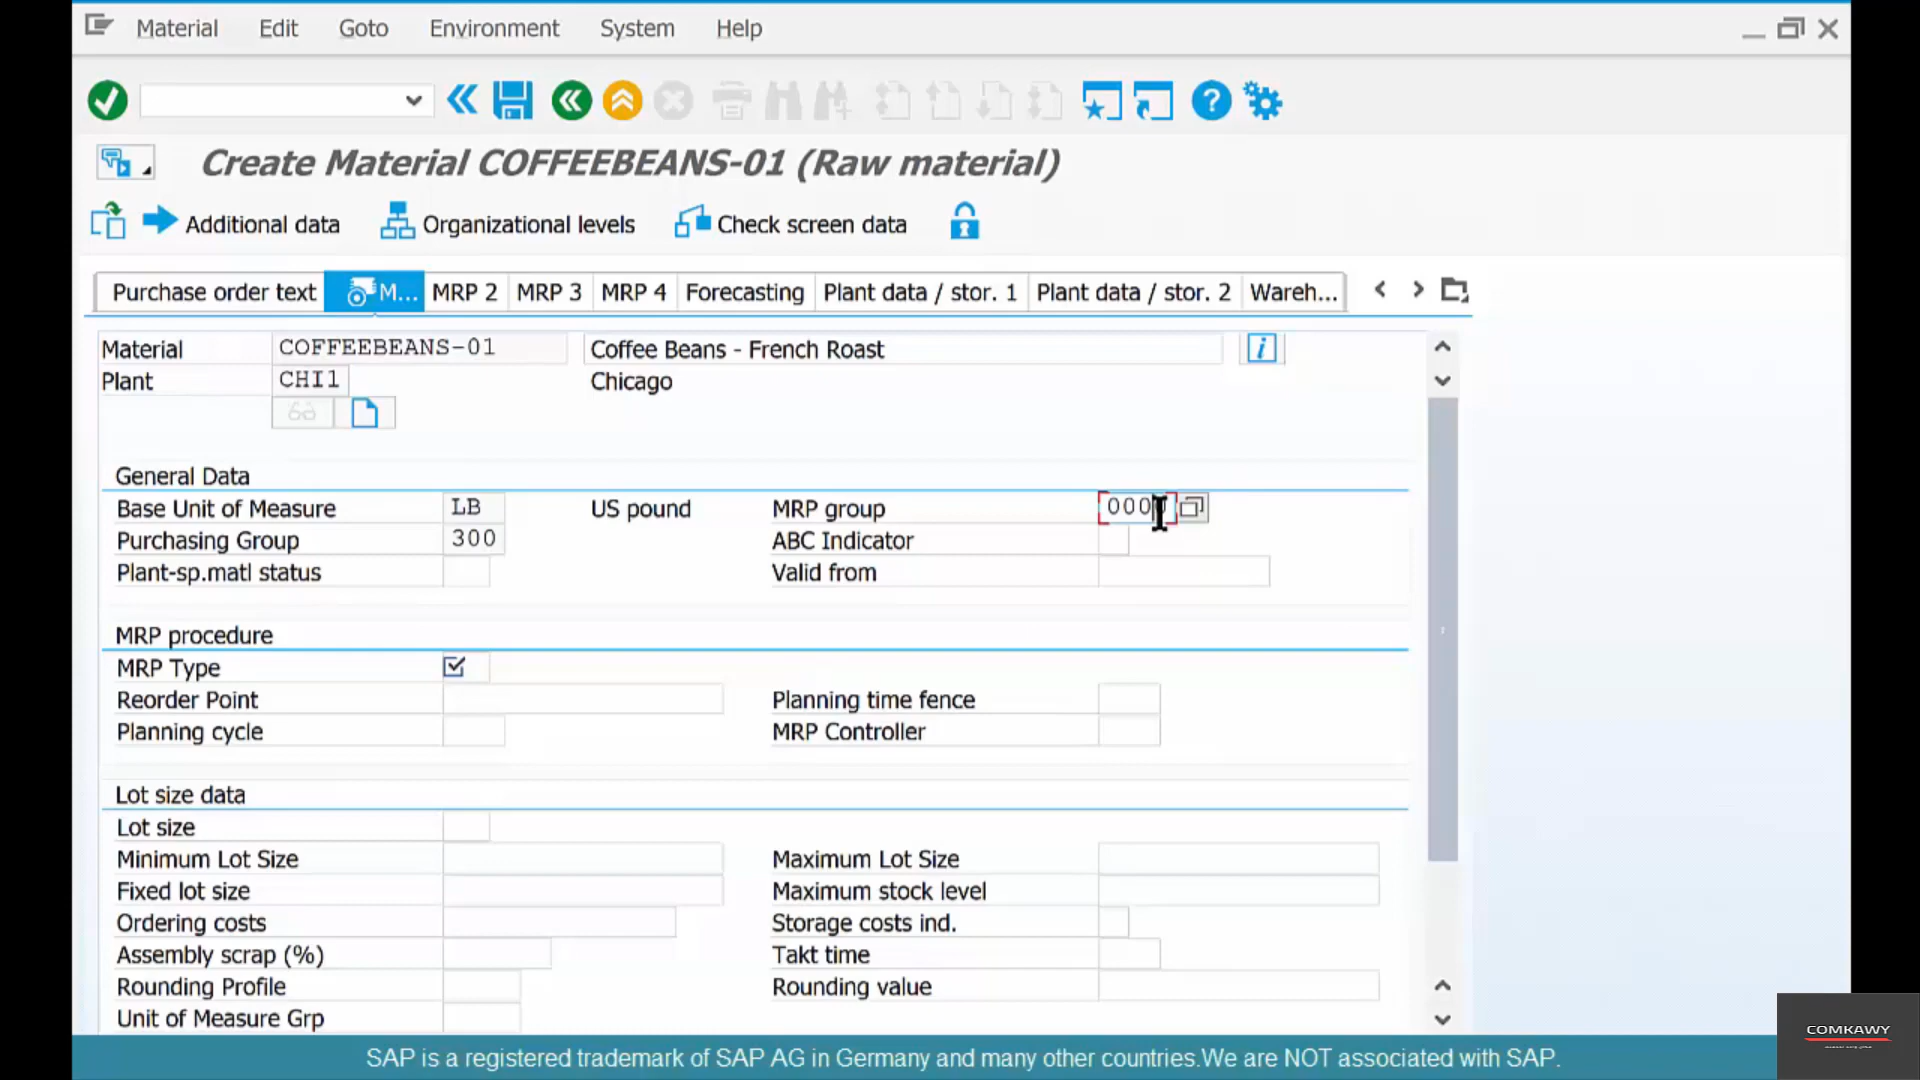 Material Edit Goto Environment System Help
Create Material COFFEEBEANS-01 (Raw material)
Additional data Organizational levels Check screen data
Purchase order text M... MRP 2 MRP 3 MRP 4 Forecasting Plant data / stor. 1 Plant data / stor. 2 Wareh...
Material COFFEEBEANS-01 Coffee Beans - French Roast
Plant CHI1 Chicago
General Data
Base Unit of Measure LB US pound MRP group
Purchasing Group 300 ABC Indicator
Plant-sp.matl status Valid from
MRP procedure
MRP Type
Reorder Point Planning time fence
Planning cycle MRP Controller
Lot size data
Lot size
Minimum Lot Size Maximum Lot Size
Fixed lot size Maximum stock level
Ordering costs Storage costs ind.
Assembly scrap (%) Takt time
Rounding Profile Rounding value
Unit of Measure Grp
COMKAWY
SAP is a registered trademark of SAP AG in Germany and many other countries.We are NOT associated with SAP.